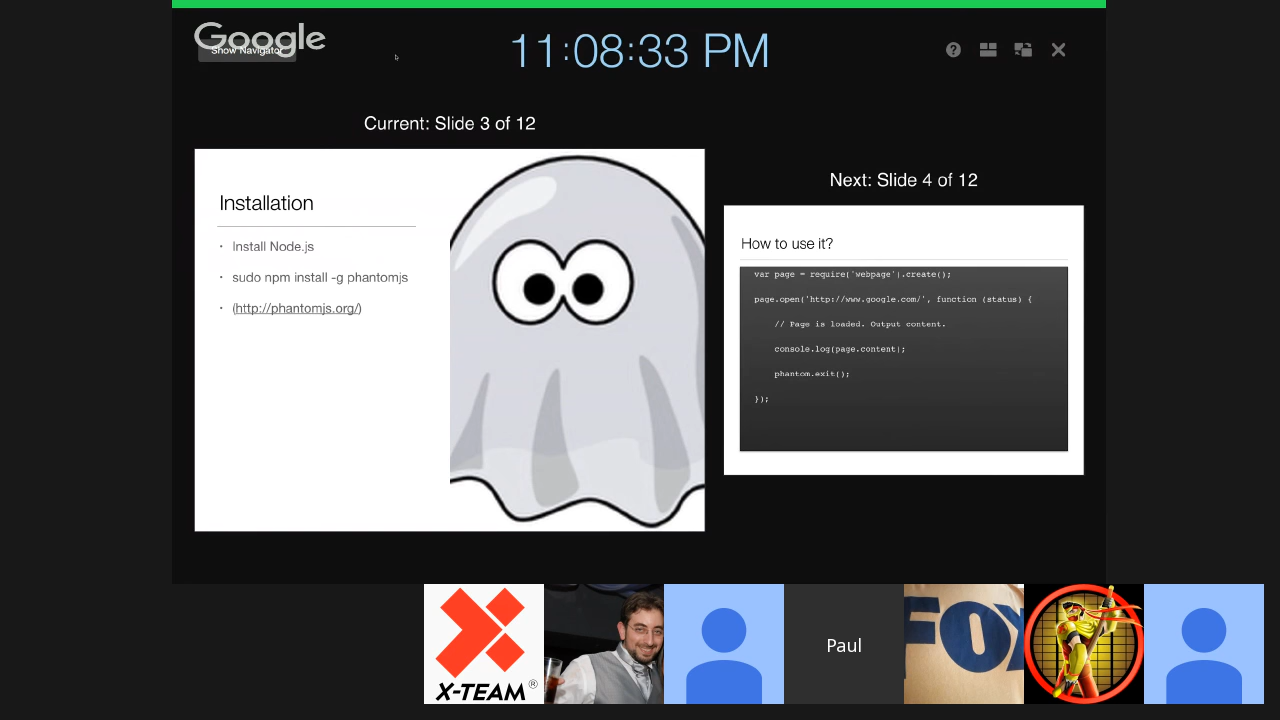 Google
Show Navigator
11:08:33 PM
Current: Slide 3 of 12
Next: Slide 4 of 12
Installation
• Install Node.js
• sudo npm install -g phantomjs
• (http://phantomjs.org/)
How to use it?
var page = require('webpage').create();
page.open('http://www.google.com/', function (status) {
// Page is loaded. Output content.
console.log(page.content);
phantom.exit();
});
X-TEAM®
Paul
FOX